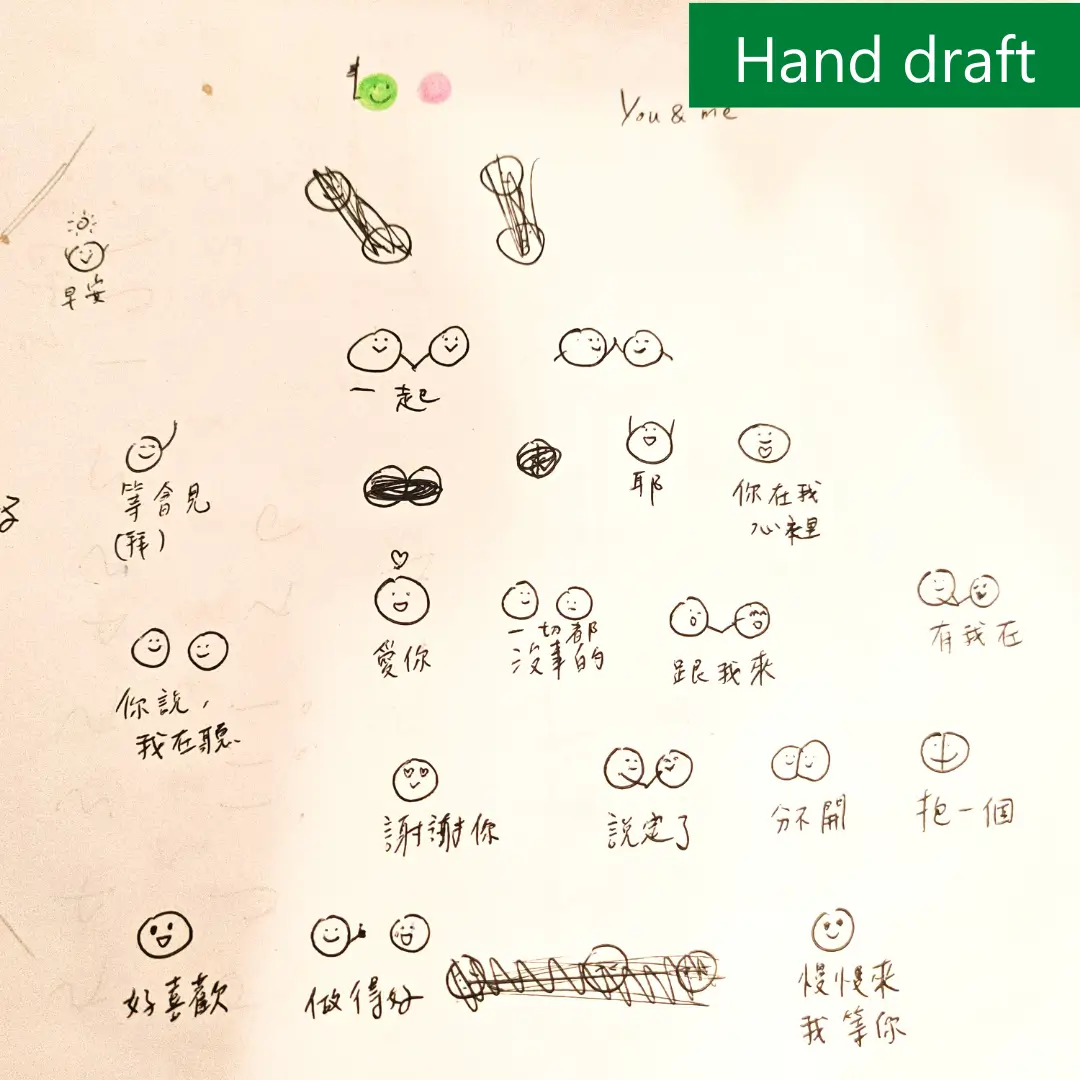 Hand draft
You & me
早安
一起
等會見
(拜)
耶
你在我
心裡
愛你
一切都
沒事的
跟我來
有我在
你說,
我在聽
謝謝你
說定了
分不開
抱一個
好喜歡
做得好
慢慢來
我等你